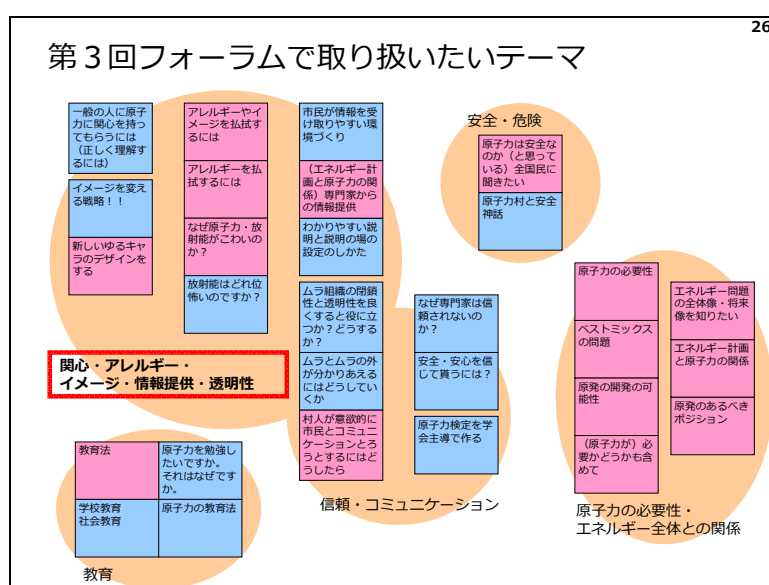 26
第３回フォーラムで取り扱いたいテーマ
一般の人に原子
力に関心を持っ
てもらうには
（正しく理解す
るには）
イメージを変え
る戦略！！
新しいゆるキャ
ラのデザインを
する
アレルギーやイ
メージを払拭す
るには
アレルギーを払
拭するには
なぜ原子力・放
射能がこわいの
か？
放射能はどれ位
怖いのですか？
市民が情報を受
け取りやすい環
境づくり
（エネルギー計
画と原子力の関
係）専門家から
の情報提供
わかりやすい説
明と説明の場の
設定のしかた
ムラ組織の閉鎖
性と透明性を良
くすると役に立
つか？どうする
か？
ムラとムラの外
が分かりあえる
にはどうしてい
くか
村人が意欲的に
市民とコミュニ
ケーションとろ
うとするにはど
うしたら
関心・アレルギー・
イメージ・情報提供・透明性
安全・危険
原子力は安全な
のか（と思って
いる）全国民に
聞きたい
原子力村と安全
神話
なぜ専門家は信
頼されないの
か？
安全・安心を信
じて貰うには？
原子力検定を学
会主導で作る
信頼・コミュニケーション
原子力の必要性
ベストミックス
の問題
原発の開発の可
能性
（原子力が）必
要かどうかも含
めて
エネルギー問題
の全体像・将来
像を知りたい
エネルギー計画
と原子力の関係
原発のあるべき
ポジション
原子力の必要性・
エネルギー全体との関係
教育法
原子力を勉強し
たいですか。
それはなぜです
か。
学校教育
社会教育
原子力の教育法
教育